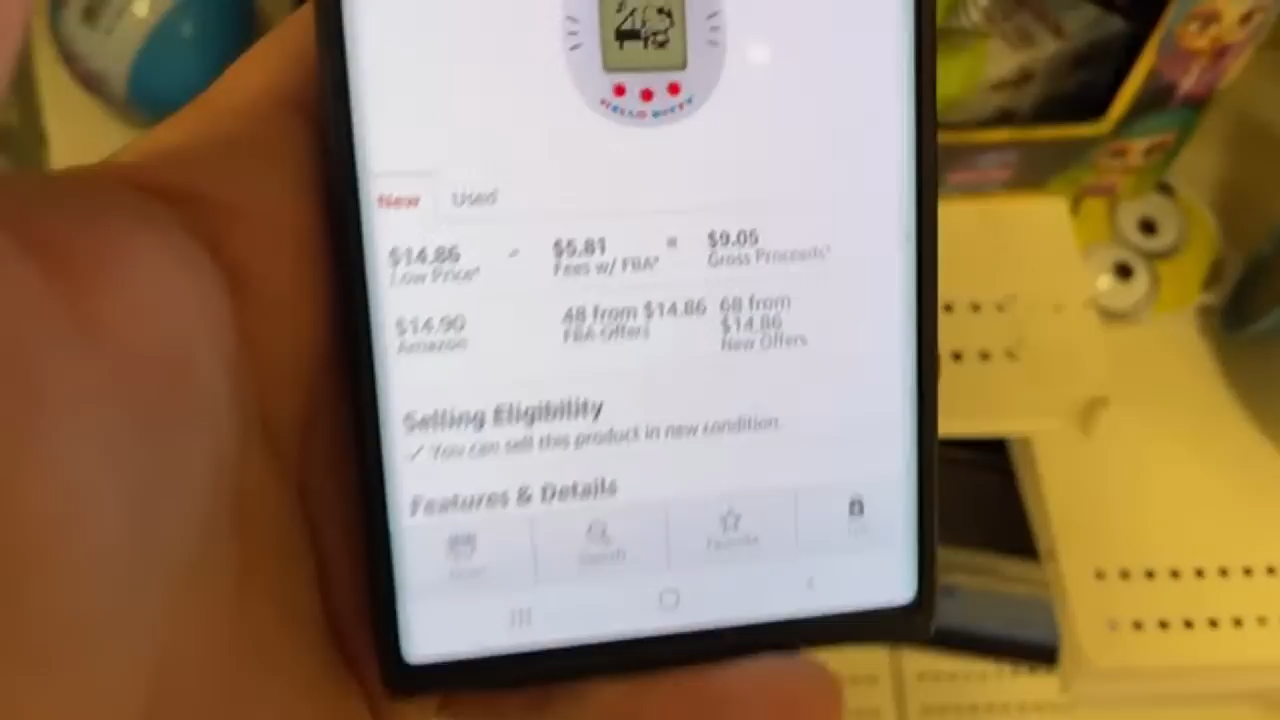 HELLO KITTY
New Used
$14.86 - $5.81 = $9.05
Low Price* Fees w/ FBA* Gross Proceeds*
$14.90 48 from $14.86 68 from
Amazon FBA Offers $14.86
New Offers
Selling Eligibility
✓ You can sell this product in new condition.
Features & Details
Search Favorite